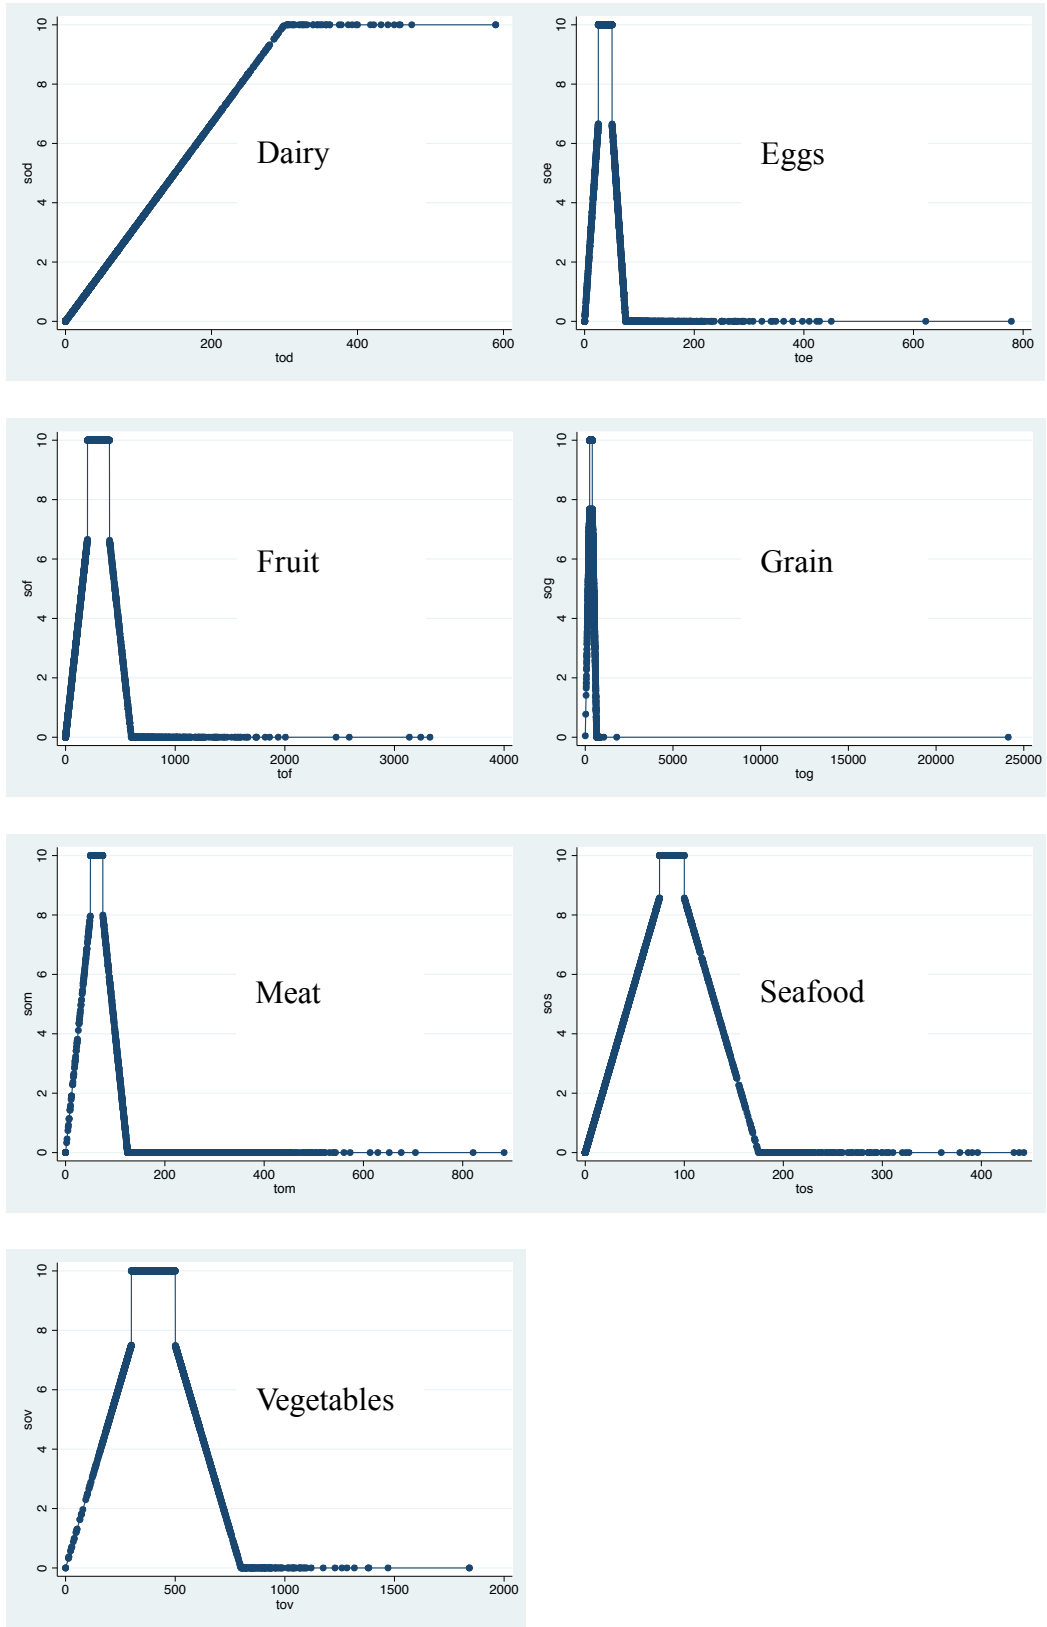 10
8
6
4
2
0
sod
Dairy
0 200 400 600
tod
10
8
6
4
2
0
soe
Eggs
0 200 400 600 800
toe
10
8
6
4
2
0
sof
Fruit
0 1000 2000 3000 4000
tof
10
8
6
4
2
0
sog
Grain
0 5000 10000 15000 20000 25000
tog
10
8
6
4
2
0
som
Meat
0 200 400 600 800
tom
10
8
6
4
2
0
sos
Seafood
0 100 200 300 400
tos
10
8
6
4
2
0
sov
Vegetables
0 500 1000 1500 2000
tov